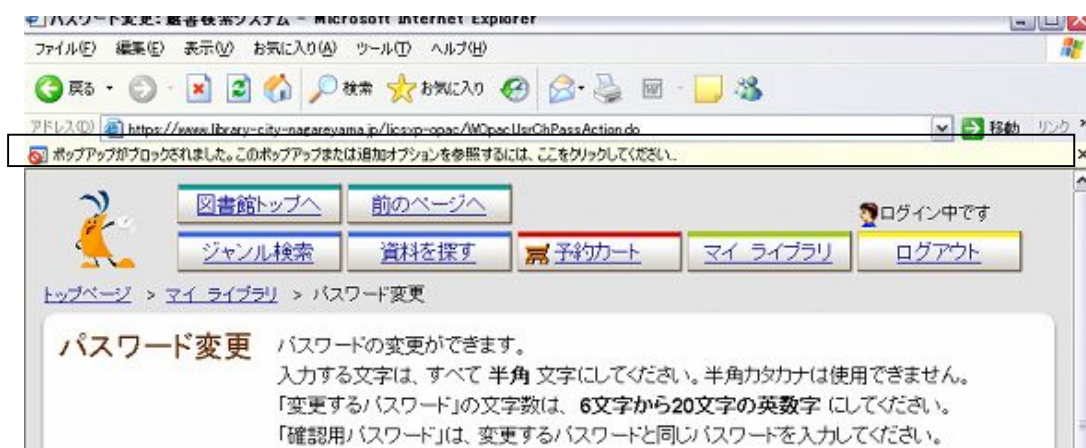 パスワード変更: 蔵書検索システム - Microsoft Internet Explorer
ファイル(F) 編集(E) 表示(V) お気に入り(A) ツール(T) ヘルプ(H)
戻る 検索 お気に入り
アドレス(D) https://www.library-city-nagareyama.jp/licsxp-opac/WOpacUsrChPassAction.do 移動 リンク
ポップアップがブロックされました。このポップアップまたは追加オプションを参照するには、ここをクリックしてください...
図書館トップへ 前のページへ
ログイン中です
ジャンル検索 資料を探す 予約カート マイ ライブラリ ログアウト
トップページ > マイ ライブラリ > パスワード変更
パスワード変更 パスワードの変更ができます。
入力する文字は、すべて 半角 文字にしてください。半角カタカナは使用できません。
「変更するパスワード」の文字数は、 6文字から20文字の英数字 にしてください。
「確認用パスワード」は、変更するパスワードと同じパスワードを入力してください。